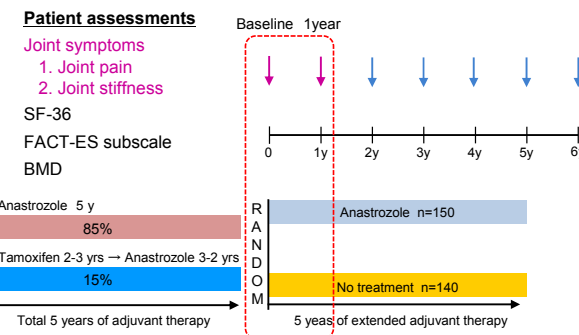 Patient assessments
Joint symptoms
1. Joint pain
2. Joint stiffness
SF-36
FACT-ES subscale
BMD
Baseline 1year
0 1y 2y 3y 4y 5y 6
Anastrozole 5 y
85%
Tamoxifen 2-3 yrs → Anastrozole 3-2 yrs
15%
Total 5 years of adjuvant therapy
RANDOM
Anastrozole n=150
No treatment n=140
5 yeas of extended adjuvant therapy